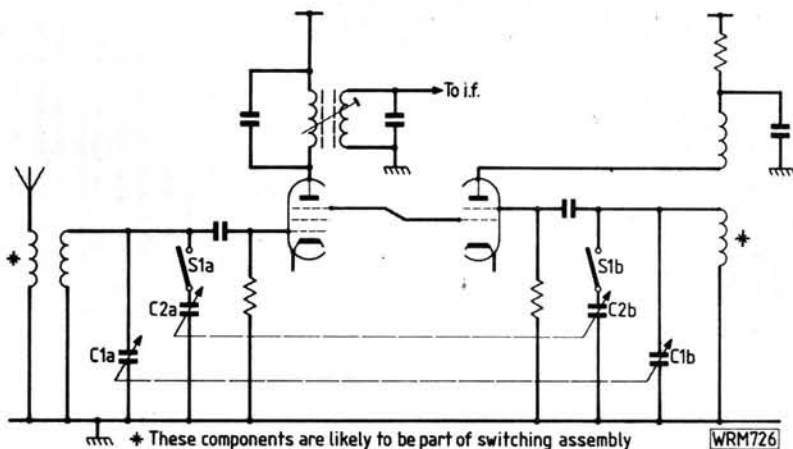 To i.f.
S1a
C2a
C1a
S1b
C2b
C1b
*
*
* These components are likely to be part of switching assembly
WRM726